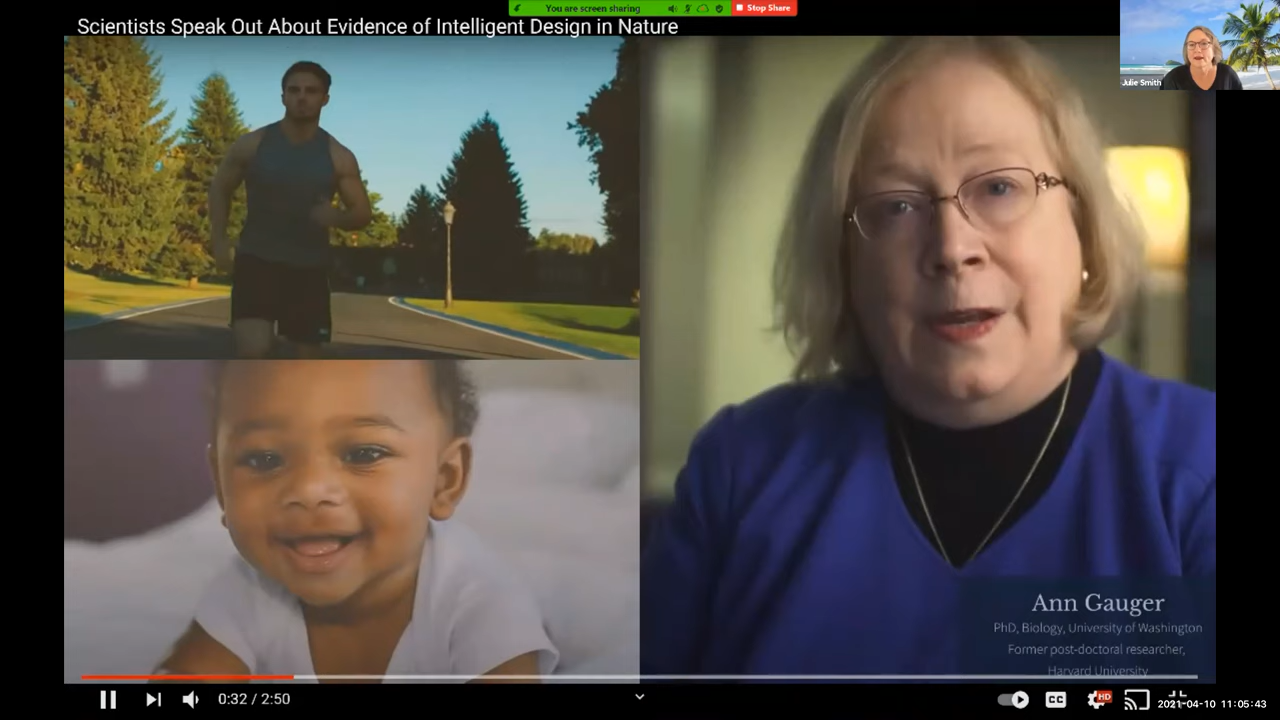 You are screen sharing
Stop Share
Scientists Speak Out About Evidence of Intelligent Design in Nature
Julie Smith
Ann Gauger
PhD, Biology, University of Washington
Former post-doctoral researcher,
Harvard University
0:32 / 2:50
CC
HD
2021-04-10 11:05:43